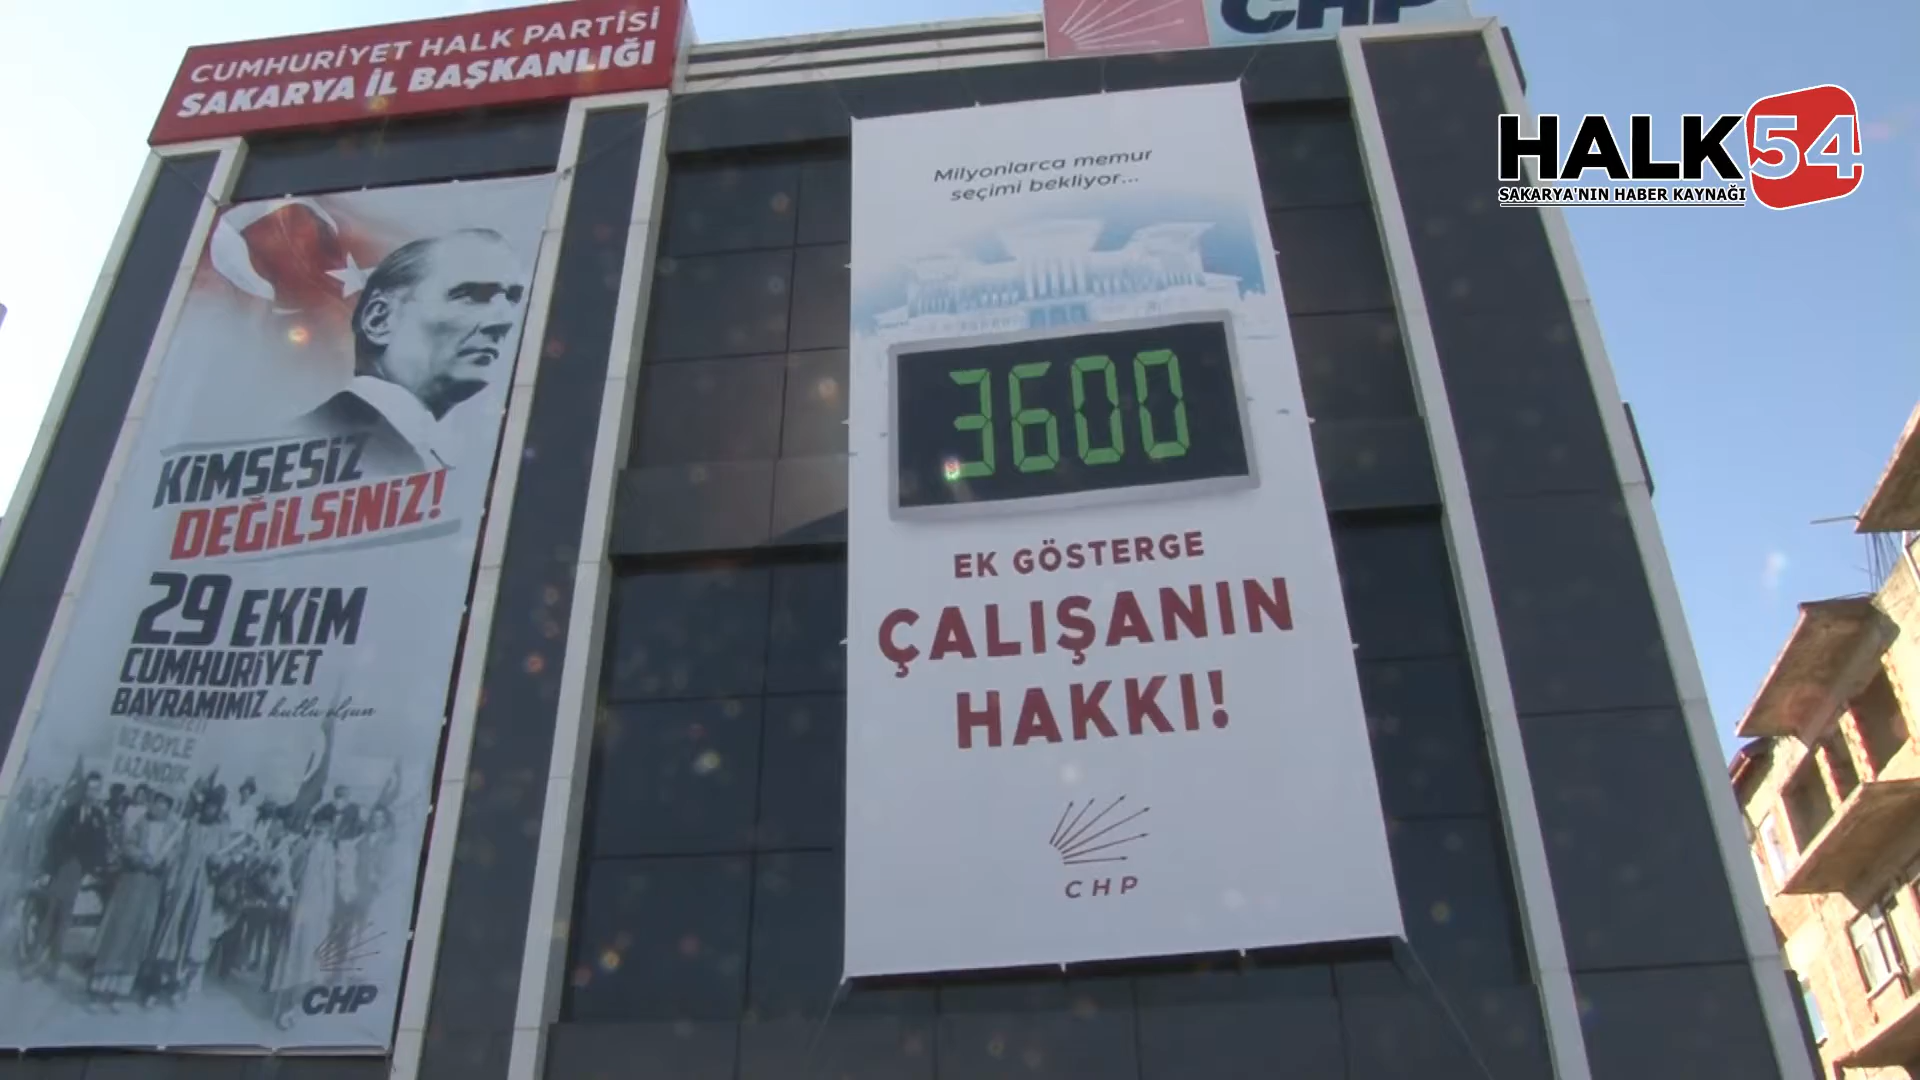 CUMHURİYET HALK PARTİSİ
SAKARYA İL BAŞKANLIĞI
CHP
HALK54
SAKARYA'NIN HABER KAYNAĞI
Milyonlarca memur
seçimi bekliyor...
3600
EK GÖSTERGE
ÇALIŞANIN
HAKKI!
CHP
KİMSESİZ
DEĞİLSİNİZ!
29 EKİM
CUMHURİYET
BAYRAMIMIZ kutlu olsun
BİZ BÖYLE
KAZANDIK
CHP